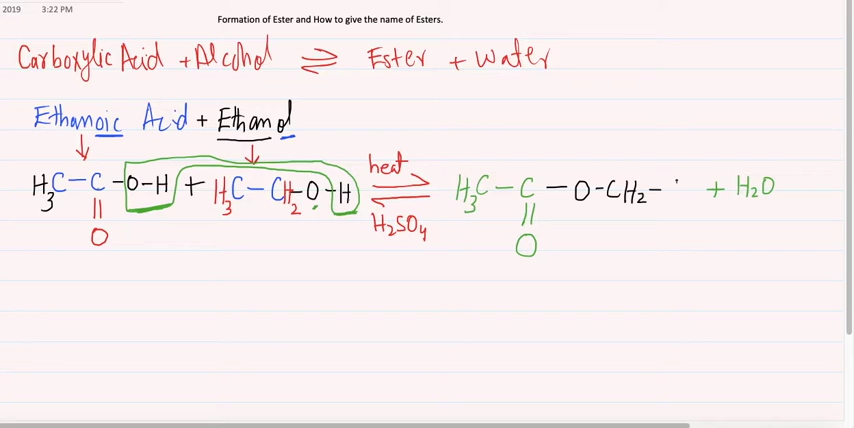 2019 3:22 PM
Formation of Ester and How to give the name of Esters.
Carboxylic Acid + Alcohol ⇌ Ester + Water
Ethanoic Acid + Ethanol
H3C – C – O – H + H3C – CH2 – O – H ⇌ H3C – C – O – CH2 – + H2O
heat
H2SO4
|| ||
O O